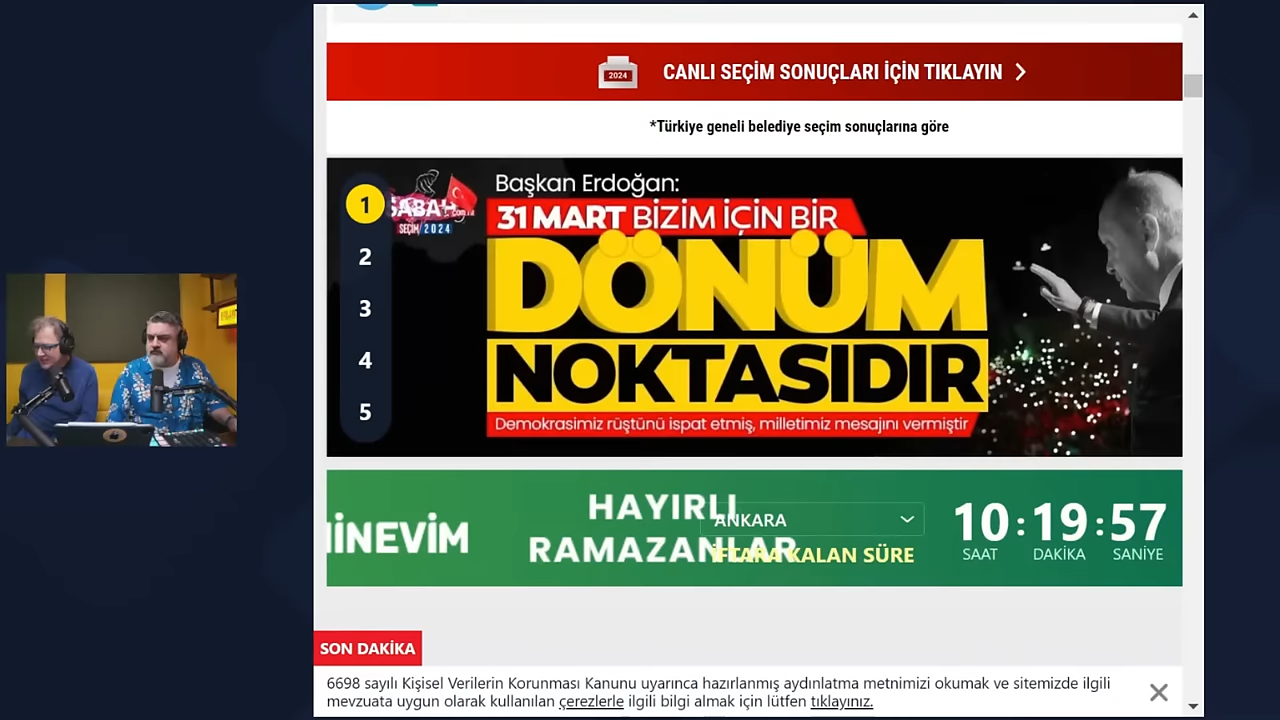 2024
CANLI SEÇİM SONUÇLARI İÇİN TIKLAYIN
*Türkiye geneli belediye seçim sonuçlarına göre
1
2
3
4
5
SABAH
.com.tr
SEÇİM/2024
Başkan Erdoğan:
31 MART BİZİM İÇİN BİR
DÖNÜM
NOKTASIDIR
Demokrasimiz rüştünü ispat etmiş, milletimiz mesajını vermiştir
İNEVİM
HAYIRLI
RAMAZANLAR
ANKARA
İFTARA KALAN SÜRE
10:19:57
SAAT DAKİKA SANİYE
SON DAKİKA
6698 sayılı Kişisel Verilerin Korunması Kanunu uyarınca hazırlanmış aydınlatma metnimizi okumak ve sitemizde ilgili
mevzuata uygun olarak kullanılan çerezlerle ilgili bilgi almak için lütfen tıklayınız.